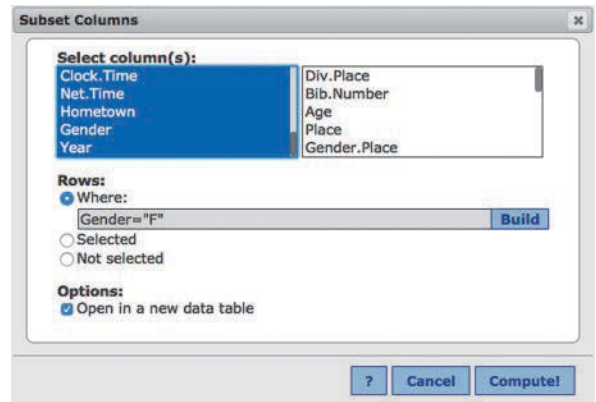 Subset Columns
Select column(s):
Clock.Time
Net.Time
Hometown
Gender
Year
Div.Place
Bib.Number
Age
Place
Gender.Place
Rows:
Where:
Gender="F" Build
Selected
Not selected
Options:
Open in a new data table
? Cancel Compute!